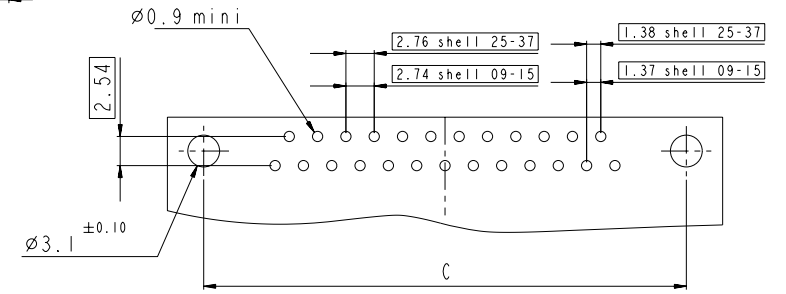 Ø0.9 mini
2.76 shell 25-37
1.38 shell 25-37
2.74 shell 09-15
1.37 shell 09-15
2.54
Ø3.1 ±0.10
C